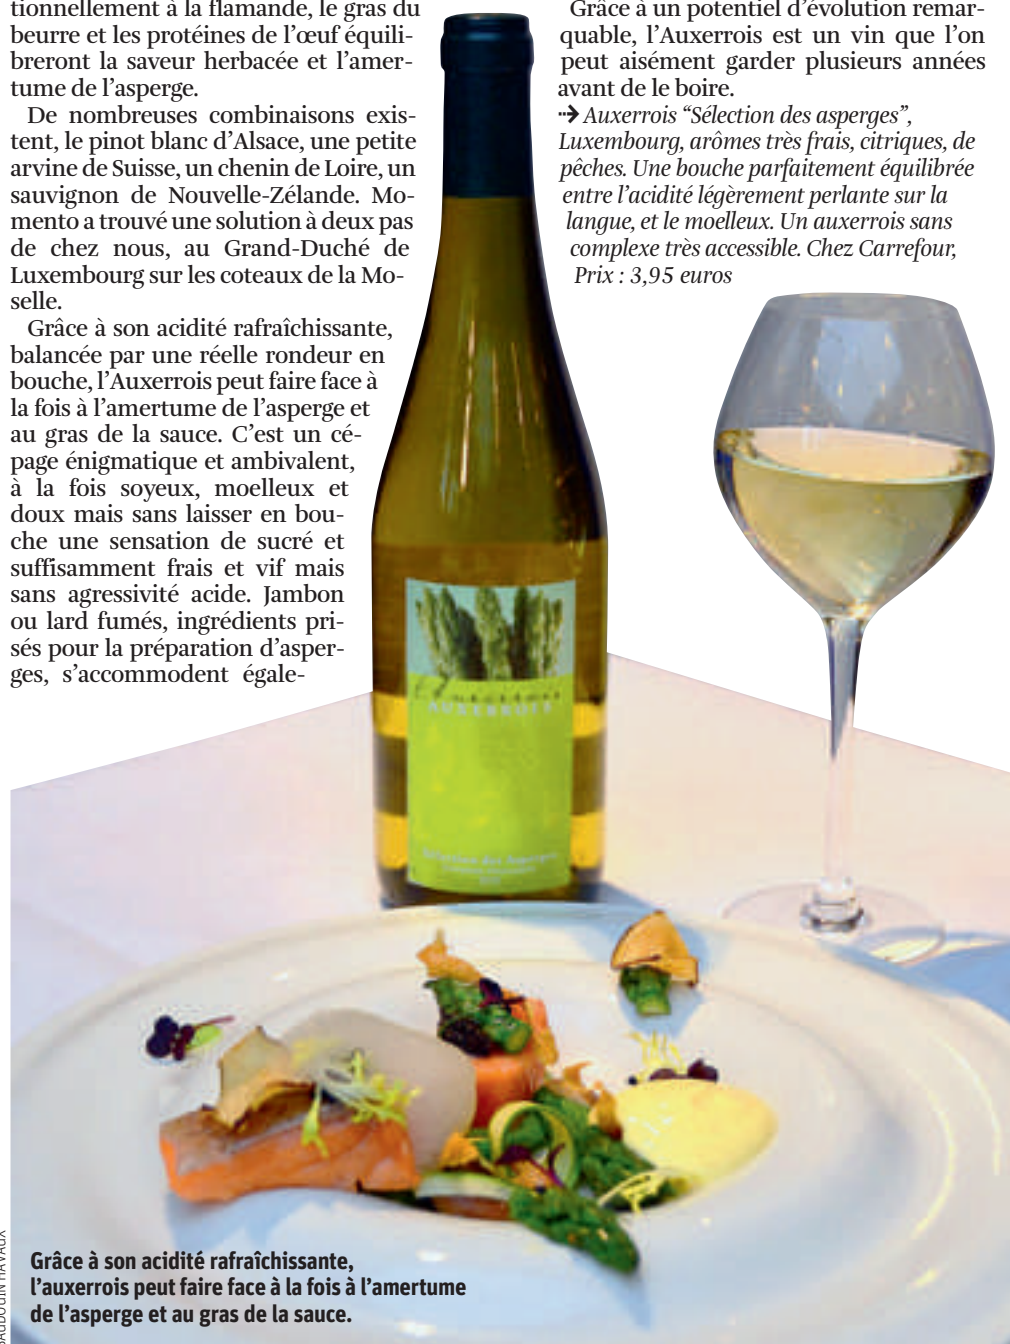 tionnellement à la flamande, le gras du
beurre et les protéines de l’œuf équili-
breront la saveur herbacée et l’amer-
tume de l’asperge.
De nombreuses combinaisons exis-
tent, le pinot blanc d’Alsace, une petite
arvine de Suisse, un chenin de Loire, un
sauvignon de Nouvelle-Zélande. Mo-
mento a trouvé une solution à deux pas
de chez nous, au Grand-Duché de
Luxembourg sur les coteaux de la Mo-
selle.
Grâce à son acidité rafraîchissante,
balancée par une réelle rondeur en
bouche, l’Auxerrois peut faire face à
la fois à l’amertume de l’asperge et
au gras de la sauce. C’est un cé-
page énigmatique et ambivalent,
à la fois soyeux, moelleux et
doux mais sans laisser en bou-
che une sensation de sucré et
suffisamment frais et vif mais
sans agressivité acide. Jambon
ou lard fumés, ingrédients pri-
sés pour la préparation d’asper-
ges, s’accommodent égale-
Grâce à un potentiel d’évolution remar-
quable, l’Auxerrois est un vin que l’on
peut aisément garder plusieurs années
avant de le boire.
Auxerrois “Sélection des asperges”,
Luxembourg, arômes très frais, citriques, de
pêches. Une bouche parfaitement équilibrée
entre l’acidité légèrement perlante sur la
langue, et le moelleux. Un auxerrois sans
complexe très accessible. Chez Carrefour,
Prix : 3,95 euros
AUXERROIS
Grâce à son acidité rafraîchissante,
l’auxerrois peut faire face à la fois à l’amertume
de l’asperge et au gras de la sauce.